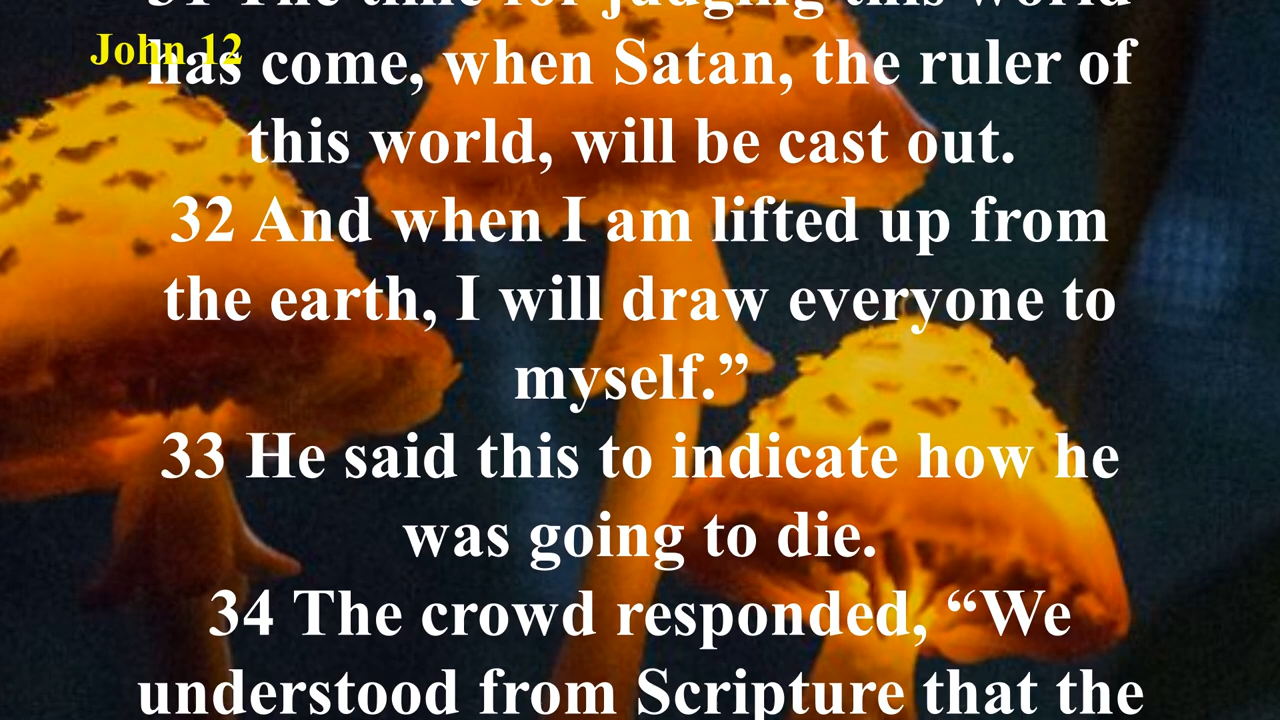 31 The time for judging this world
John 12
has come, when Satan, the ruler of
this world, will be cast out.
32 And when I am lifted up from
the earth, I will draw everyone to
myself.”
33 He said this to indicate how he
was going to die.
34 The crowd responded, “We
understood from Scripture that the